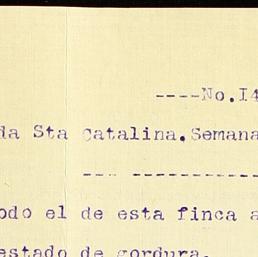 ----No.I4
da Sta Catalina.Semana
--- -----------
odo el de esta finca a
estado de gordura.